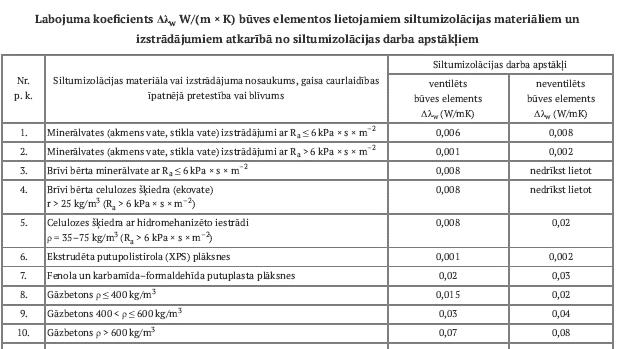 Labojuma koeficients Δλw W/(m × K) būves elementos lietojamiem siltumizolācijas materiāliem un
izstrādājumiem atkarībā no siltumizolācijas darba apstākļiem
Nr.
p. k.
Siltumizolācijas materiāla vai izstrādājuma nosaukums, gaisa caurlaidības
īpatnējā pretestība vai blīvums
Siltumizolācijas darba apstākļi
ventilēts
būves elements
Δλw (W/mK)
neventilēts
būves elements
Δλw (W/mK)
1. Minerālvates (akmens vate, stikla vate) izstrādājumi ar Ra ≤ 6 kPa × s × m−2 0,006 0,008
2. Minerālvates (akmens vate, stikla vate) izstrādājumi ar Ra > 6 kPa × s × m−2 0,001 0,002
3. Brīvi bērta minerālvate ar Ra ≤ 6 kPa × s × m−2 0,008 nedrīkst lietot
4. Brīvi bērta celulozes šķiedra (ekovate) 0,008 nedrīkst lietot
r > 25 kg/m3 (Ra > 6 kPa × s × m−2)
5. Celulozes šķiedra ar hidromehanizēto iestrādi 0,008 0,02
ρ = 35–75 kg/m3 (Ra > 6 kPa × s × m−2)
6. Ekstrudēta putupolistirola (XPS) plāksnes 0,001 0,002
7. Fenola un karbamīda–formaldehīda putuplasta plāksnes 0,02 0,03
8. Gāzbetons ρ ≤ 400 kg/m3 0,015 0,02
9. Gāzbetons 400 < ρ ≤ 600 kg/m3 0,03 0,04
10. Gāzbetons ρ > 600 kg/m3 0,07 0,08